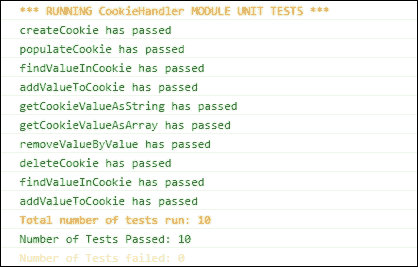 *** RUNNING CookieHandler MODULE UNIT TESTS ***
createCookie has passed
populateCookie has passed
findValueInCookie has passed
addValueToCookie has passed
getCookieValueAsString has passed
getCookieValueAsArray has passed
removeValueByValue has passed
deleteCookie has passed
findValueInCookie has passed
addValueToCookie has passed
Total number of tests run: 10
Number of Tests Passed: 10
Number of Tests failed: 0